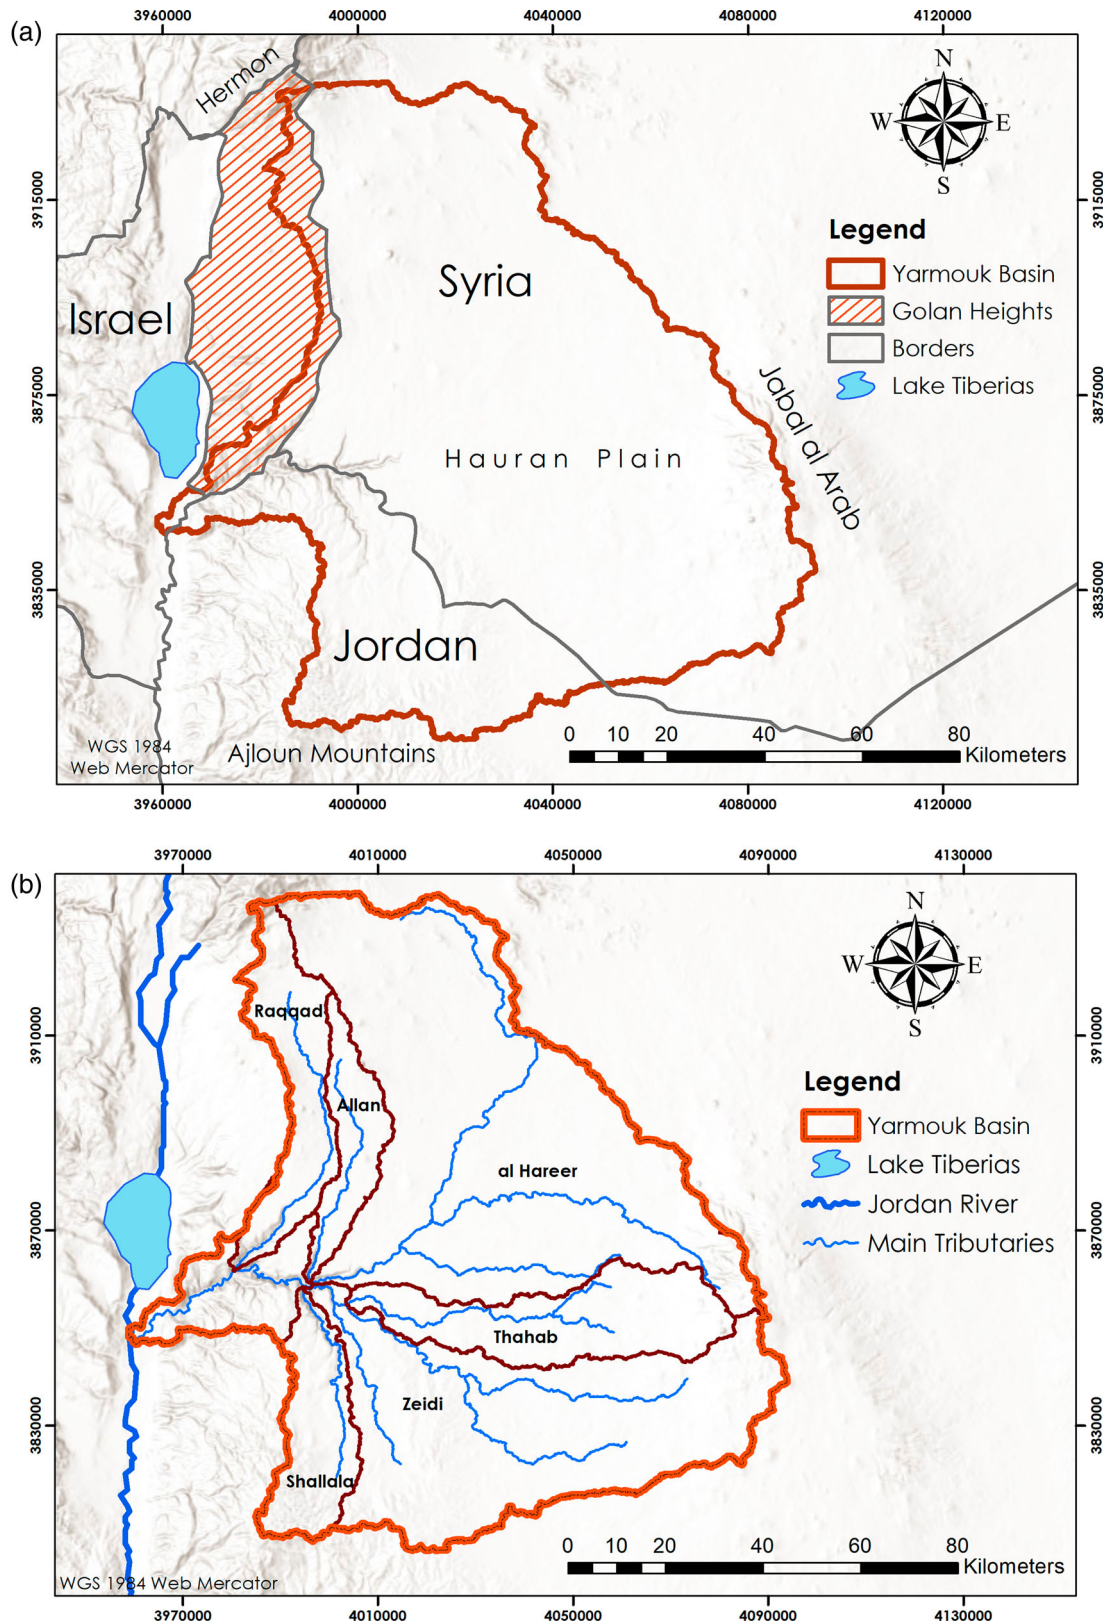 (a)
3960000 4000000 4040000 4080000 4120000
Hermon
N
W E
S
3915000 3915000
Legend
Yarmouk Basin
Golan Heights
Borders
Lake Tiberias
Syria
Israel
3875000 3875000
Jabal al Arab
Hauran Plain
3835000 3835000
Jordan
0 10 20 40 60 80
Kilometers
WGS 1984
Web Mercator
Ajloun Mountains
3960000 4000000 4040000 4080000 4120000
(b)
3970000 4010000 4050000 4090000 4130000
N
W E
S
Raqqad
3910000 3910000
Legend
Yarmouk Basin
Lake Tiberias
Jordan River
Main Tributaries
Allan
al Hareer
3870000 3870000
Thahab
Zeidi
3830000 3830000
Shallala
0 10 20 40 60 80
Kilometers
WGS 1984 Web Mercator
3970000 4010000 4050000 4090000 4130000